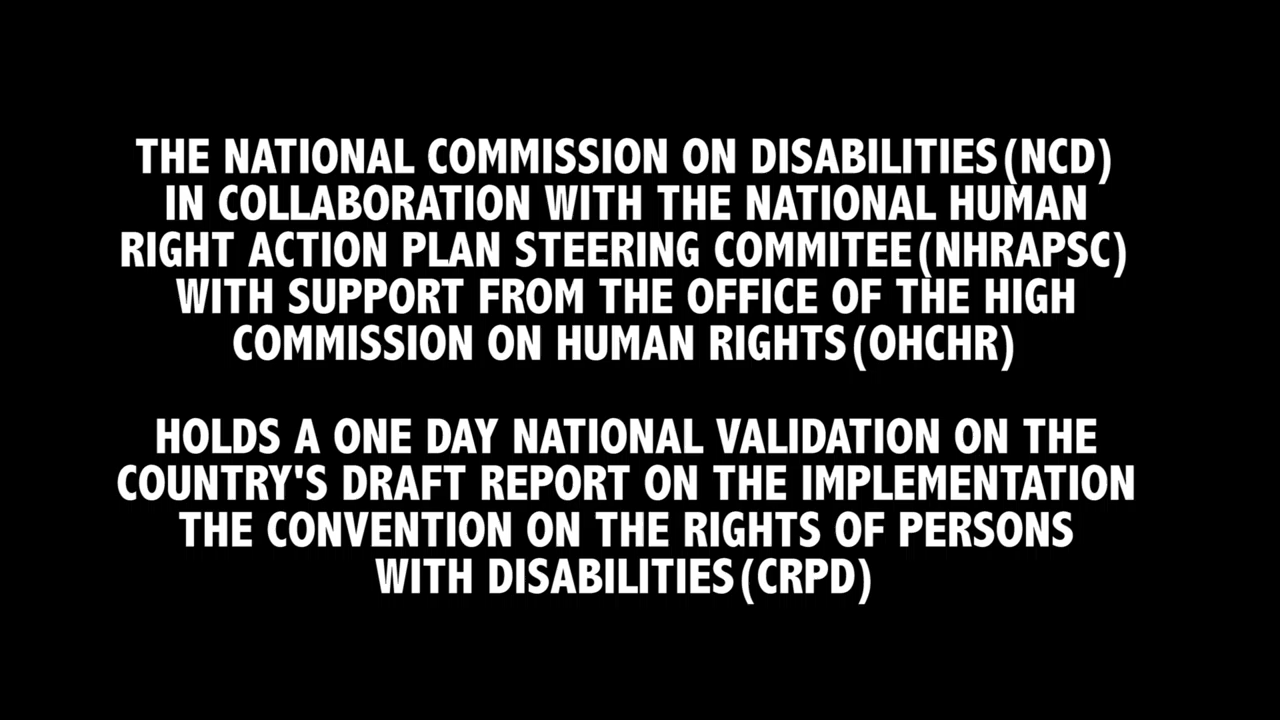 THE NATIONAL COMMISSION ON DISABILITIES(NCD)
IN COLLABORATION WITH THE NATIONAL HUMAN
RIGHT ACTION PLAN STEERING COMMITEE(NHRAPSC)
WITH SUPPORT FROM THE OFFICE OF THE HIGH
COMMISSION ON HUMAN RIGHTS(OHCHR)
HOLDS A ONE DAY NATIONAL VALIDATION ON THE
COUNTRY'S DRAFT REPORT ON THE IMPLEMENTATION
THE CONVENTION ON THE RIGHTS OF PERSONS
WITH DISABILITIES(CRPD)